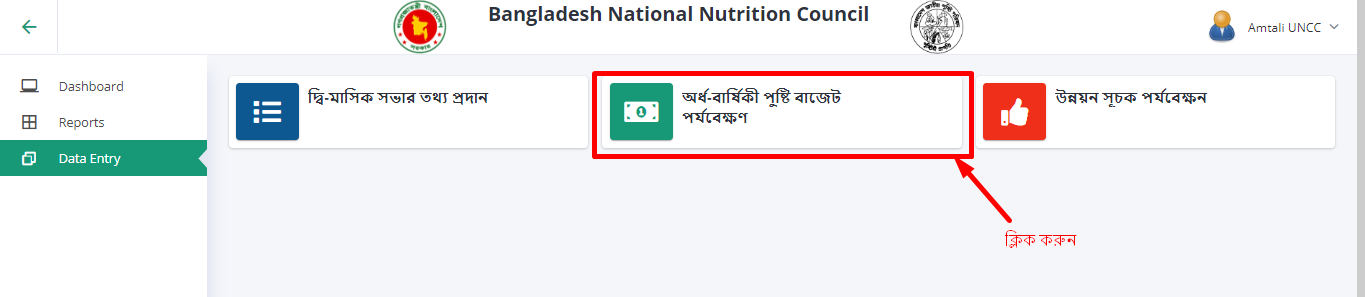 Bangladesh National Nutrition Council
Amtali UNCC
Dashboard
Reports
Data Entry
দ্বি-মাসিক সভার তথ্য প্রদান
অর্ধ-বার্ষিকী পুষ্টি বাজেট
পর্যবেক্ষণ
উন্নয়ন সূচক পর্যবেক্ষন
ক্লিক করুন